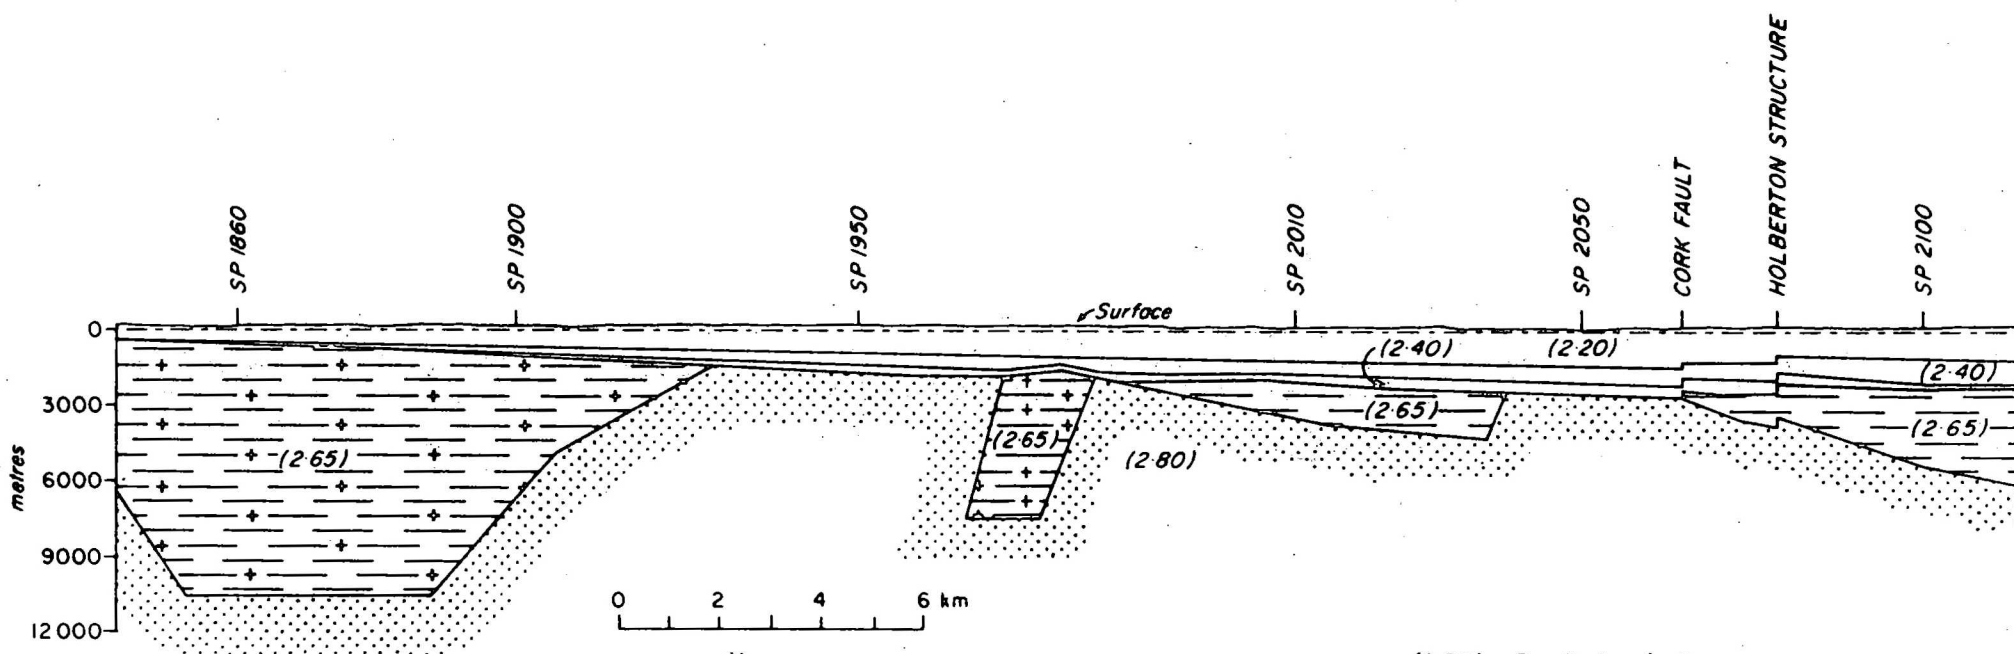 SP 1860
SP 1900
SP 1950
SP 2010
SP 2050
CORK FAULT
HOLBERTON STRUCTURE
SP 2100
Surface
0
3000
6000
9000
12 000
metres
(2·40)
(2·20)
(2·40)
(2·65)
(2·65)
(2·65)
(2·65)
(2·80)
0 2 4 6 km